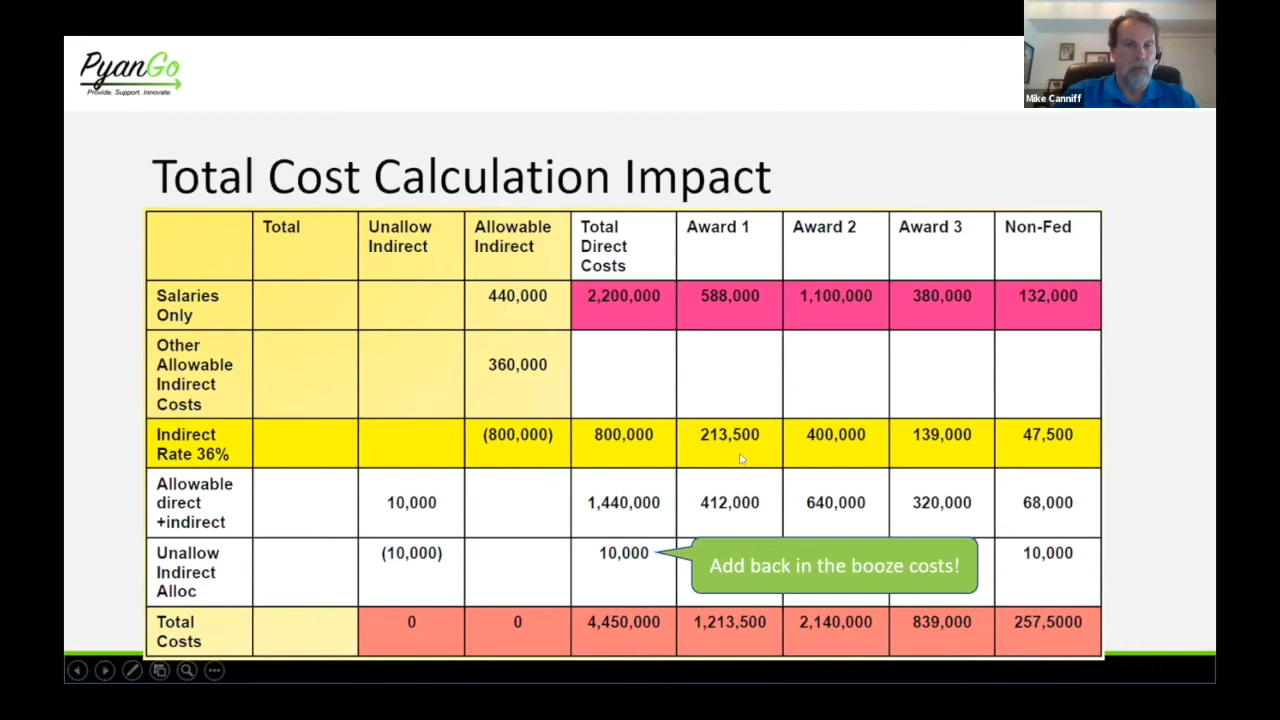 PyanGo
Provide. Support. Innovate.
Mike Canniff
Total Cost Calculation Impact
Total
Unallow
Indirect
Allowable
Indirect
Total
Direct
Costs
Award 1
Award 2
Award 3
Non-Fed
Salaries
Only
440,000
2,200,000
588,000
1,100,000
380,000
132,000
Other
Allowable
Indirect
Costs
360,000
Indirect
Rate 36%
(800,000)
800,000
213,500
400,000
139,000
47,500
Allowable
direct
+indirect
10,000
1,440,000
412,000
640,000
320,000
68,000
Unallow
Indirect
Alloc
(10,000)
10,000
Add back in the booze costs!
10,000
Total
Costs
0
0
4,450,000
1,213,500
2,140,000
839,000
257,5000